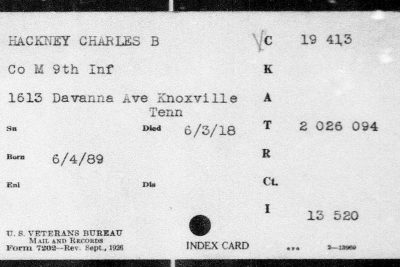 HACKNEY CHARLES B
C 19 413
Co M 9th Inf
K
1613 Davanna Ave Knoxville
A
Tenn
Sn Died 6/3/18
T 2 026 094
Born 6/4/89
R
Enl Dis
Ct.
I 13 520
U. S. VETERANS BUREAU
MAIL AND RECORDS
Form 7202—Rev. Sept., 1926
INDEX CARD
2—13969